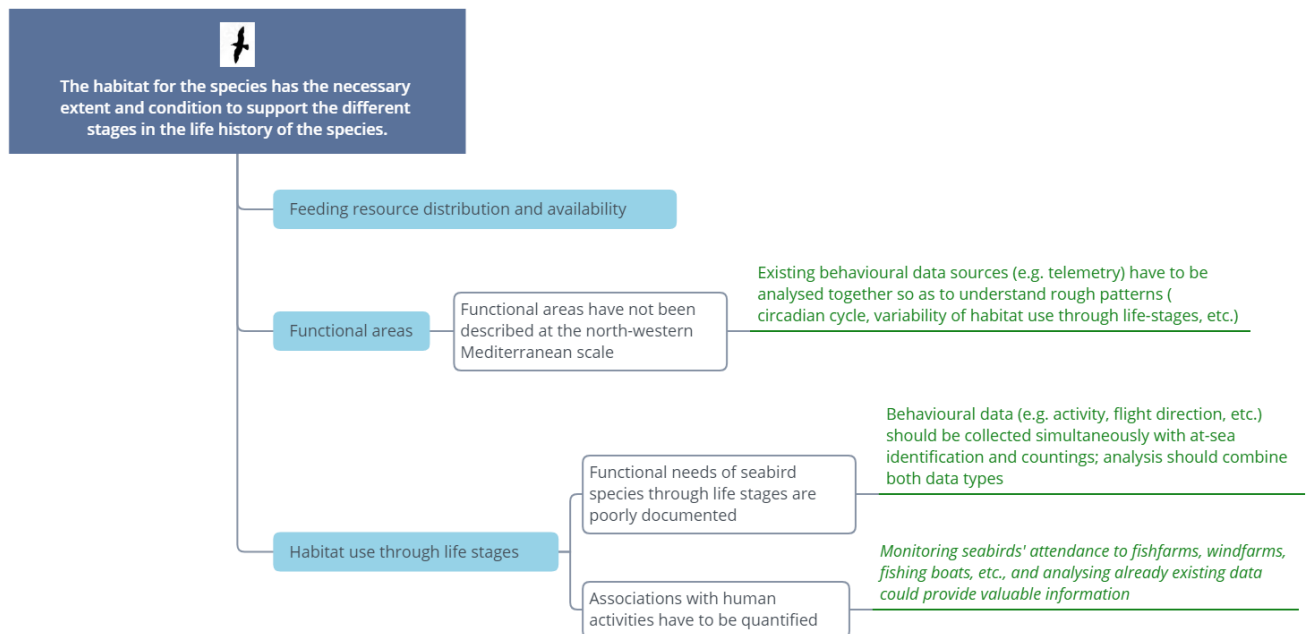 The habitat for the species has the necessary
extent and condition to support the different
stages in the life history of the species.
Feeding resource distribution and availability
Functional areas
Functional areas have not been
described at the north-western
Mediterranean scale
Existing behavioural data sources (e.g. telemetry) have to be
analysed together so as to understand rough patterns (
circadian cycle, variability of habitat use through life-stages, etc.)
Habitat use through life stages
Functional needs of seabird
species through life stages are
poorly documented
Behavioural data (e.g. activity, flight direction, etc.)
should be collected simultaneously with at-sea
identification and countings; analysis should combine
both data types
Associations with human
activities have to be quantified
Monitoring seabirds' attendance to fishfarms, windfarms,
fishing boats, etc., and analysing already existing data
could provide valuable information